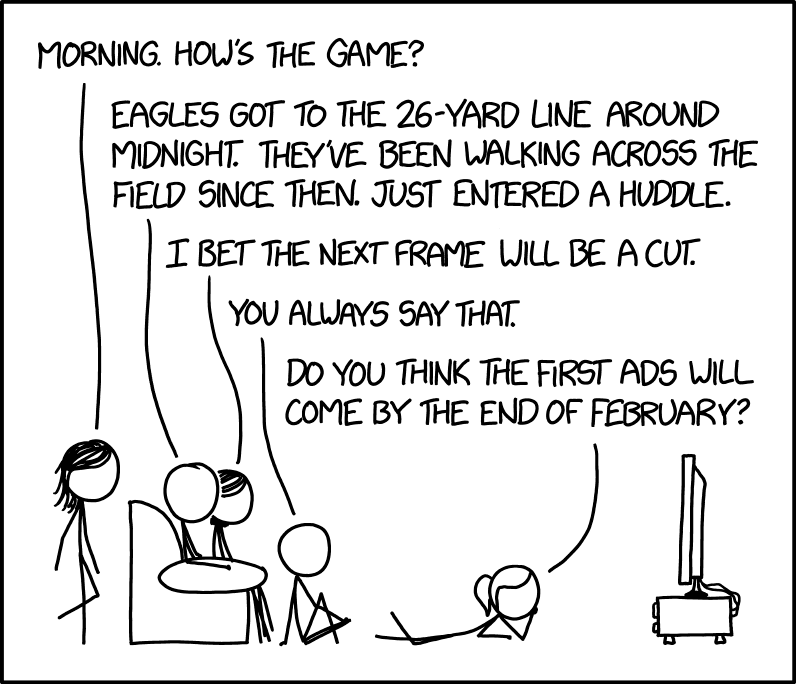 MORNING. HOW'S THE GAME?
EAGLES GOT TO THE 26-YARD LINE AROUND
MIDNIGHT. THEY'VE BEEN WALKING ACROSS THE
FIELD SINCE THEN. JUST ENTERED A HUDDLE.
I BET THE NEXT FRAME WILL BE A CUT.
YOU ALWAYS SAY THAT.
DO YOU THINK THE FIRST ADS WILL
COME BY THE END OF FEBRUARY?